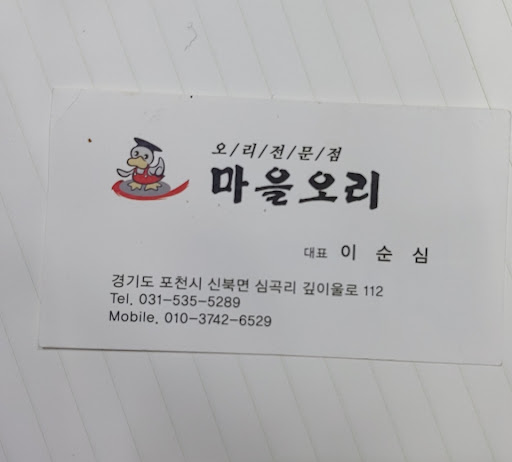 오/리/전/문/점
마을오리
대표 이 순 심
경기도 포천시 신북면 심곡리 깊이울로 112
Tel. 031-535-5289
Mobile. 010-3742-6529